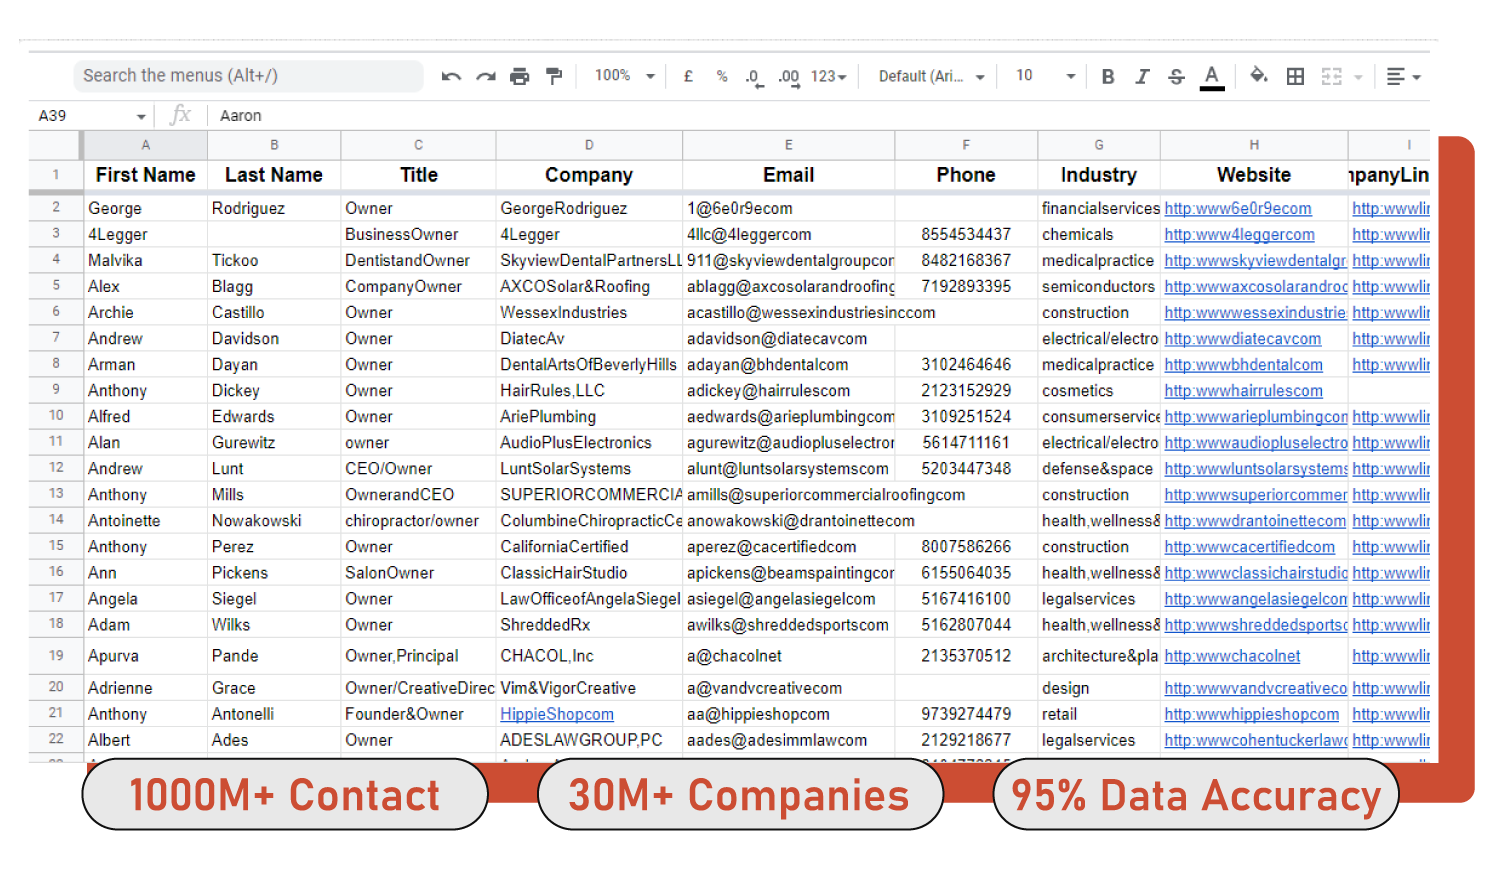 Search the menus (Alt+/) 100% £ % .0 .00 123 Default (Ari... 10 B I S A
A39 fx Aaron
A B C D E F G H I
1 First Name Last Name Title Company Email Phone Industry Website npanyLin
2 George Rodriguez Owner GeorgeRodriguez 1@6e0r9ecom financialservices http:www6e0r9ecom http:wwwlir
3 4Legger BusinessOwner 4Legger 4llc@4leggercom 8554534437 chemicals http:www4leggercom http:wwwlir
4 Malvika Tickoo DentistandOwner SkyviewDentalPartnersLL 911@skyviewdentalgroupcor 8482168367 medicalpractice http:wwwskyviewdentalgr http:wwwlir
5 Alex Blagg CompanyOwner AXCOSolar&Roofing ablagg@axcosolarandroofing 7192893395 semiconductors http:wwwaxcosolarandroc http:wwwlir
6 Archie Castillo Owner WessexIndustries acastillo@wessexindustriesinccom construction http:wwwwessexindustrie http:wwwlir
7 Andrew Davidson Owner DiatecAv adavidson@diatecavcom electrical/electro http:wwwdiatecavcom http:wwwlir
8 Arman Dayan Owner DentalArtsOfBeverlyHills adayan@bhdentalcom 3102464646 medicalpractice http:wwwbhdentalcom http:wwwlir
9 Anthony Dickey Owner HairRules,LLC adickey@hairrulescom 2123152929 cosmetics http:wwwhairrulescom
10 Alfred Edwards Owner AriePlumbing aedwards@arieplumbingcom 3109251524 consumerservice http:wwwarieplumbingcon http:wwwlir
11 Alan Gurewitz owner AudioPlusElectronics agurewitz@audiopluselectror 5614711161 electrical/electro http:wwwaudiopluselectro http:wwwlir
12 Andrew Lunt CEO/Owner LuntSolarSystems alunt@luntsolarsystemscom 5203447348 defense&space http:wwwluntsolarsystems http:wwwlir
13 Anthony Mills OwnerandCEO SUPERIORCOMMERCIA amills@superiorcommercialroofingcom construction http:wwwsuperiorcommer http:wwwlir
14 Antoinette Nowakowski chiropractor/owner ColumbineChiropracticCe anowakowski@drantoinettecom health,wellness& http:wwwdrantoinettecom http:wwwlir
15 Anthony Perez Owner CaliforniaCertified aperez@cacertifiedcom 8007586266 construction http:wwwcacertifiedcom http:wwwlir
16 Ann Pickens SalonOwner ClassicHairStudio apickens@beamspaintingcor 6155064035 health,wellness& http:wwwclassichairstudio http:wwwlir
17 Angela Siegel Owner LawOfficeofAngelaSiegel asiegel@angelasiegelcom 5167416100 legalservices http:wwwangelasiegelcon http:wwwlir
18 Adam Wilks Owner ShreddedRx awilks@shreddedsportscom 5162807044 health,wellness& http:wwwshreddedsportsc http:wwwlir
19 Apurva Pande Owner,Principal CHACOL,Inc a@chacolnet 2135370512 architecture&pla http:wwwchacolnet http:wwwlir
20 Adrienne Grace Owner/CreativeDirec Vim&VigorCreative a@vandvcreativecom design http:wwwvandvcreativeco http:wwwlir
21 Anthony Antonelli Founder&Owner HippieShopcom aa@hippieshopcom 9739274479 retail http:wwwhippieshopcom http:wwwlir
22 Albert Ades Owner ADESLAWGROUP,PC aades@adesimmlawcom 2129218677 legalservices http:wwwcohentuckerlawc http:wwwlir
1000M+ Contact 30M+ Companies 95% Data Accuracy